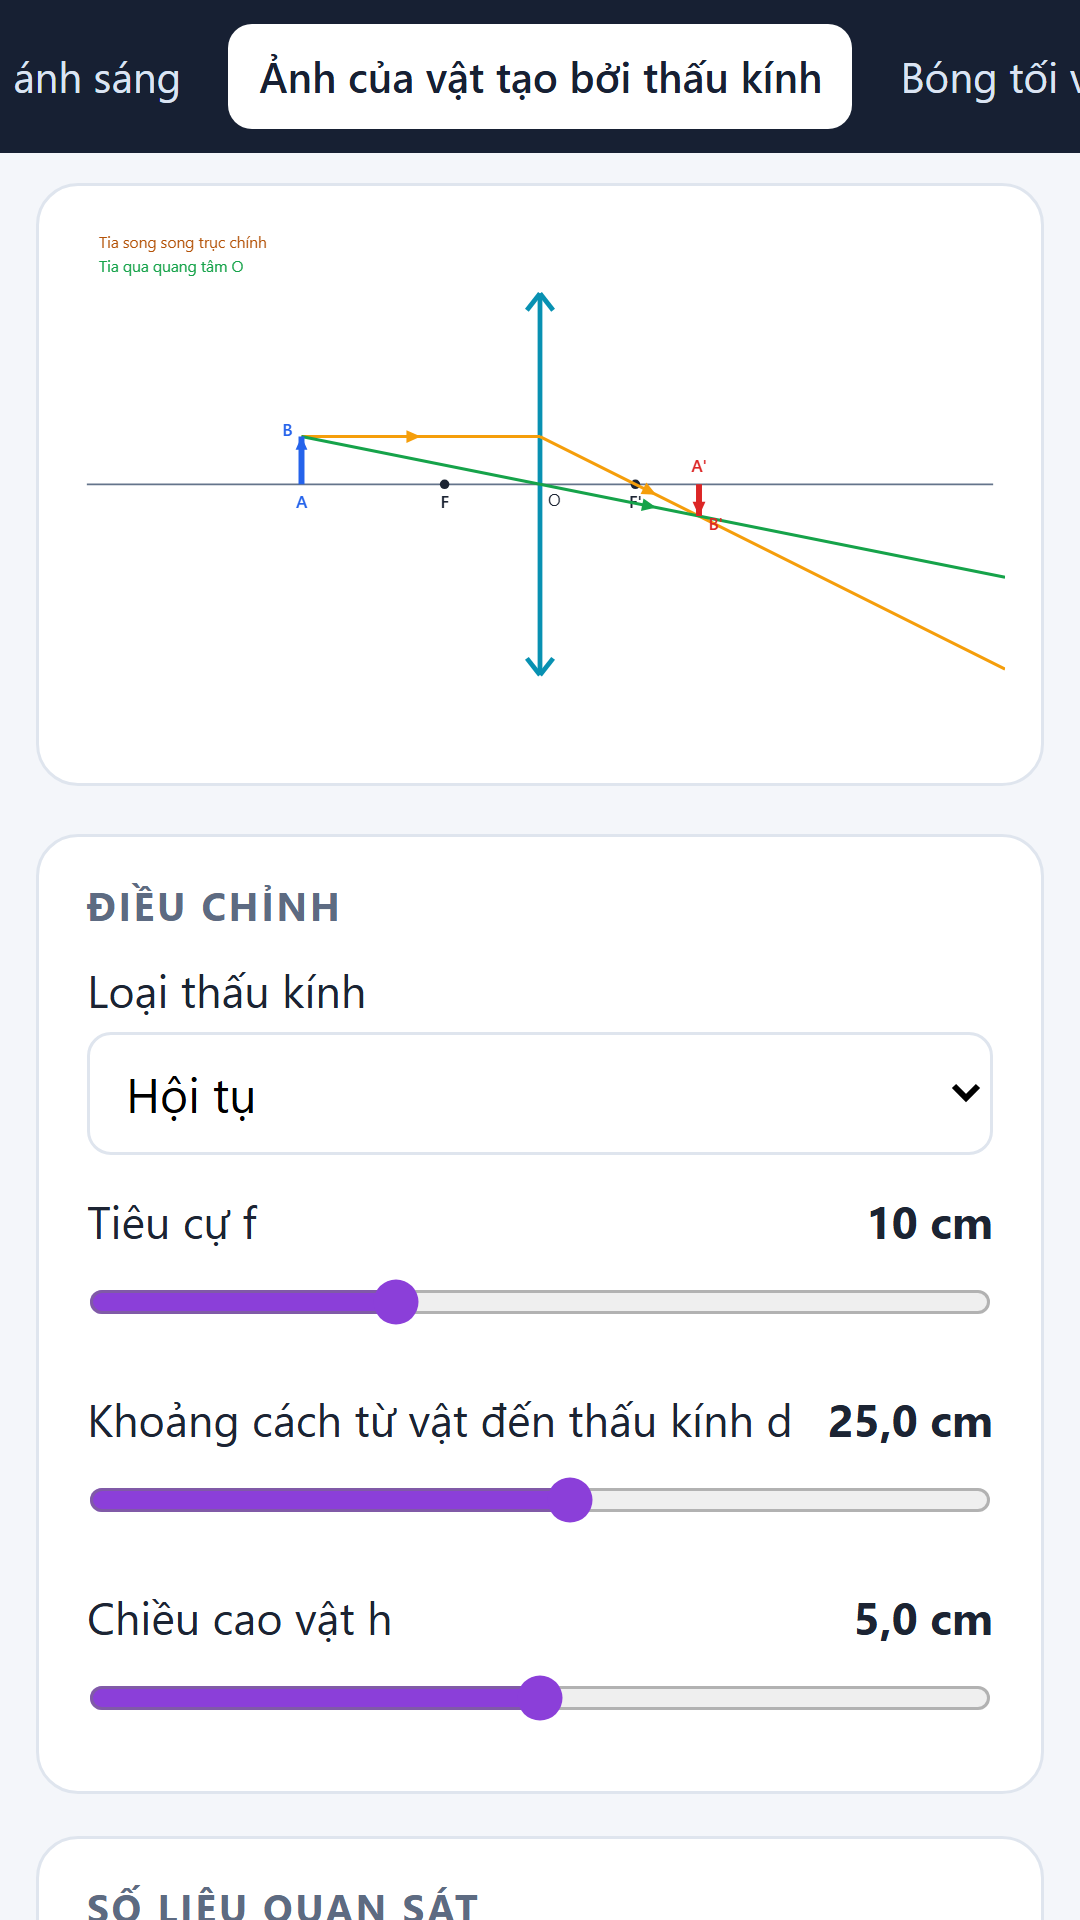 ánh sáng
Ảnh của vật tạo bởi thấu kính
Bóng tối
Tia song song trục chính
Tia qua quang tâm O
B
A'
A
F
O
F'
B'
ĐIỀU CHỈNH
Loại thấu kính
Hội tụ
Tiêu cự f 10 cm
Khoảng cách từ vật đến thấu kính d 25,0 cm
Chiều cao vật h 5,0 cm
SỐ LIỆU QUAN SÁT